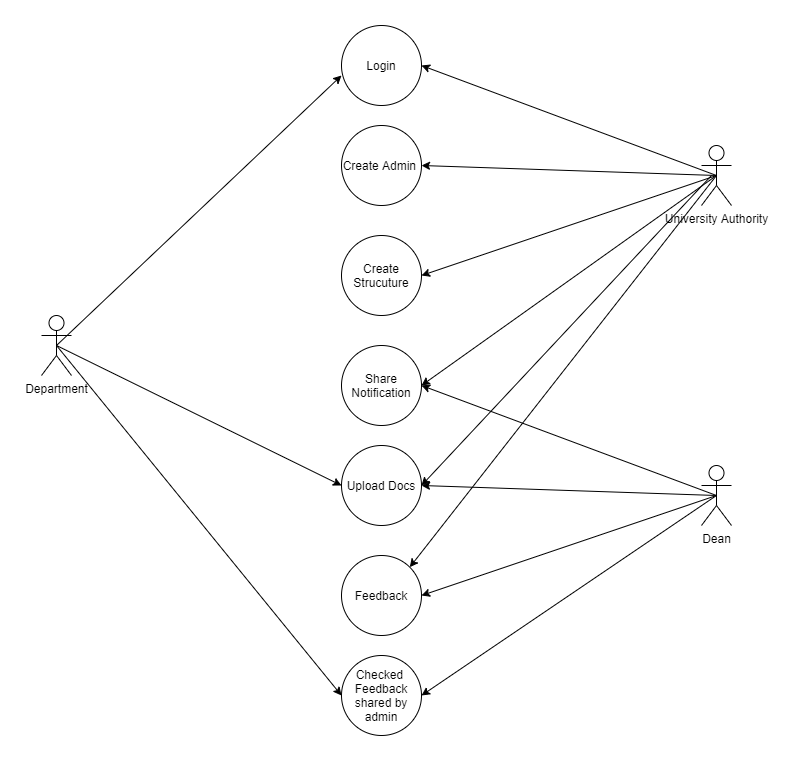 Login
Create Admin
University Authority
Create
Strucuture
Share
Notification
Department
Upload Docs
Dean
Feedback
Checked
Feedback
shared by
admin